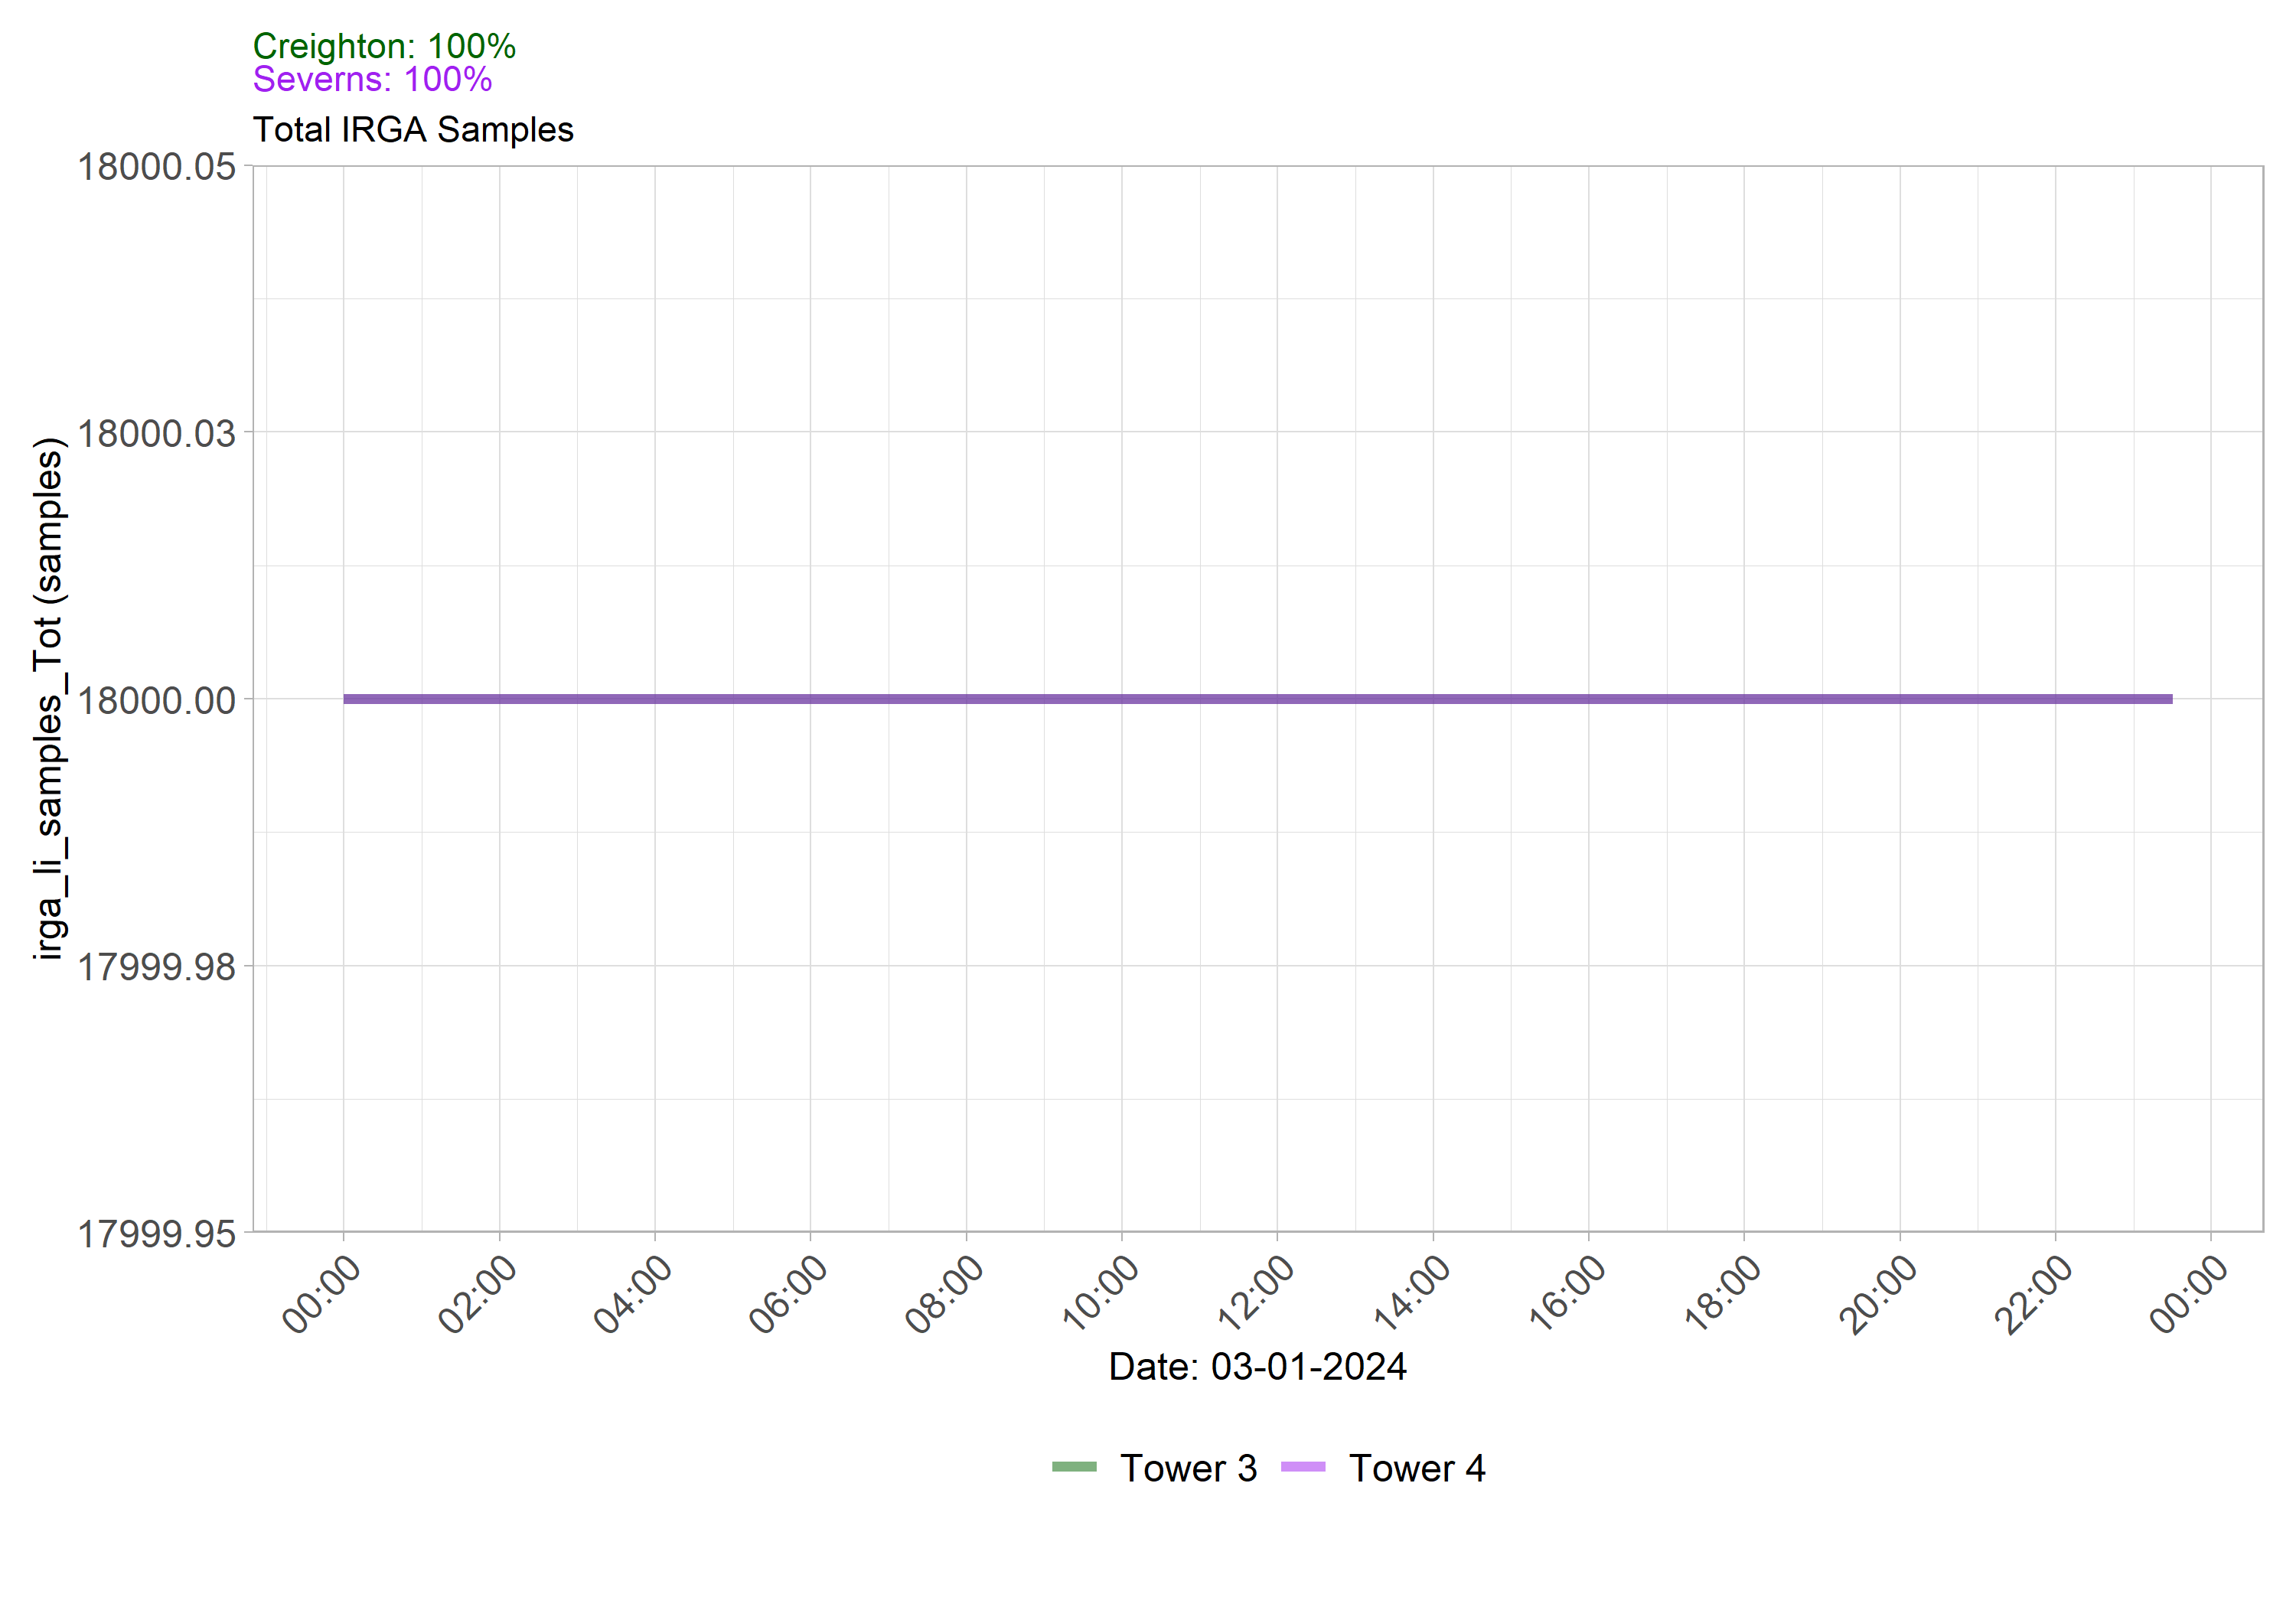 Creighton: 100%
Severns: 100%
Total IRGA Samples
irga_li_samples_Tot (samples)
18000.05
18000.03
18000.00
17999.98
17999.95
00:00 02:00 04:00 06:00 08:00 10:00 12:00 14:00 16:00 18:00 20:00 22:00 00:00
Date: 03-01-2024
Tower 3 Tower 4